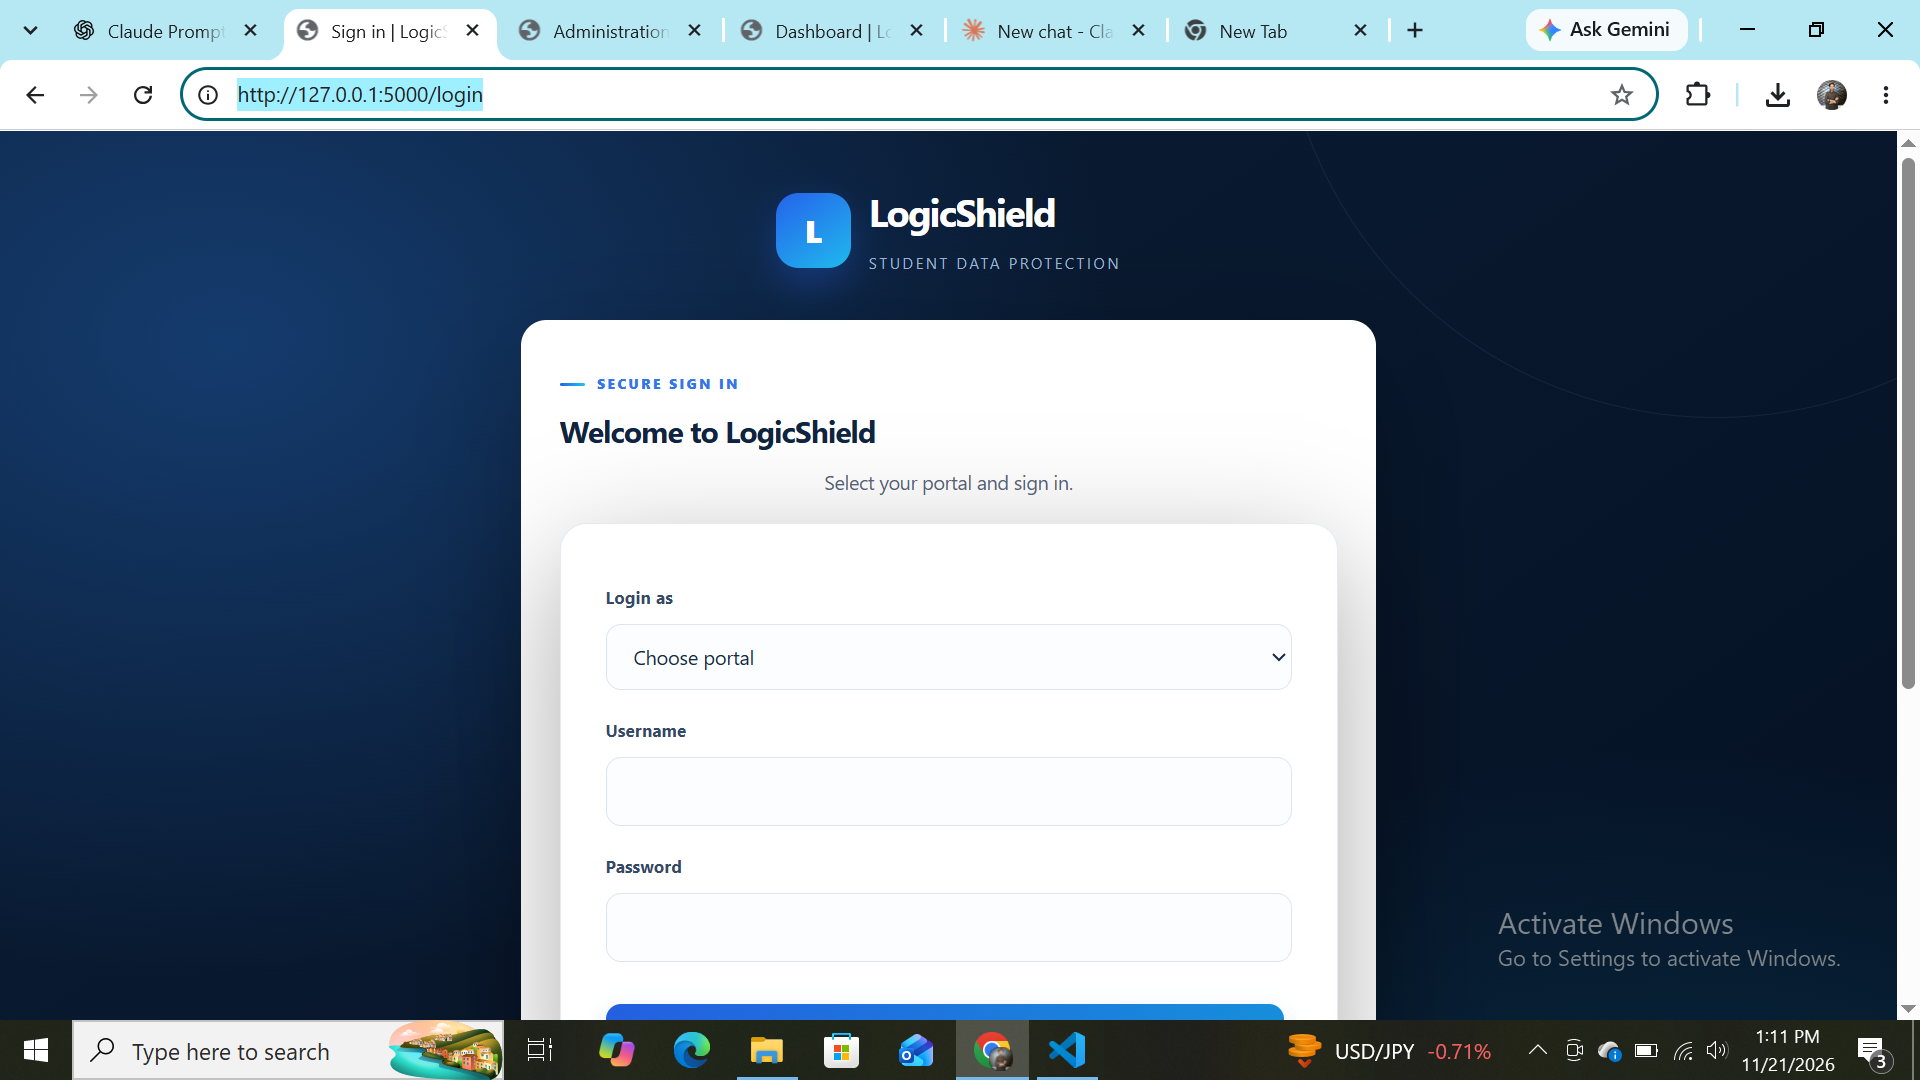 Claude Prompt
Sign in | LogicS
Administration
Dashboard | Lo
New chat - Cla
New Tab
Ask Gemini
http://127.0.0.1:5000/login
L
LogicShield
STUDENT DATA PROTECTION
SECURE SIGN IN
Welcome to LogicShield
Select your portal and sign in.
Login as
Choose portal
Username
Password
Activate Windows
Go to Settings to activate Windows.
Type here to search
USD/JPY -0.71%
1:11 PM
11/21/2026
3